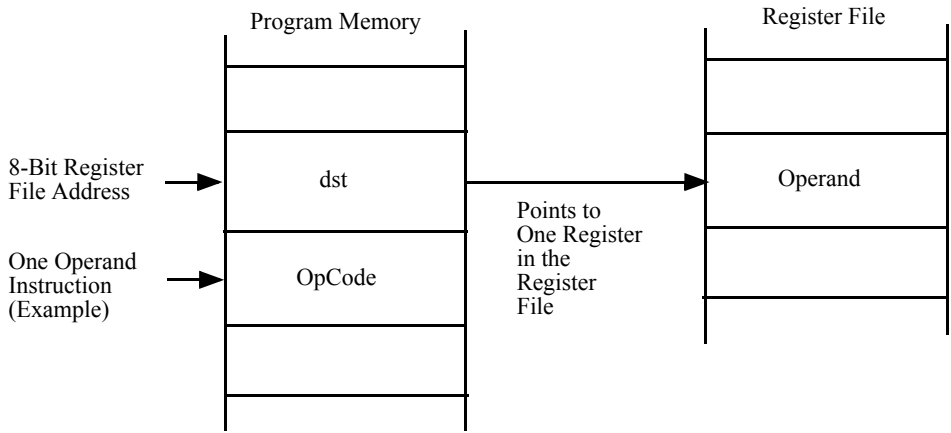 Program Memory
Register File
8-Bit Register
File Address
dst
Operand
Points to
One Register
in the
Register
File
One Operand
Instruction
(Example)
OpCode